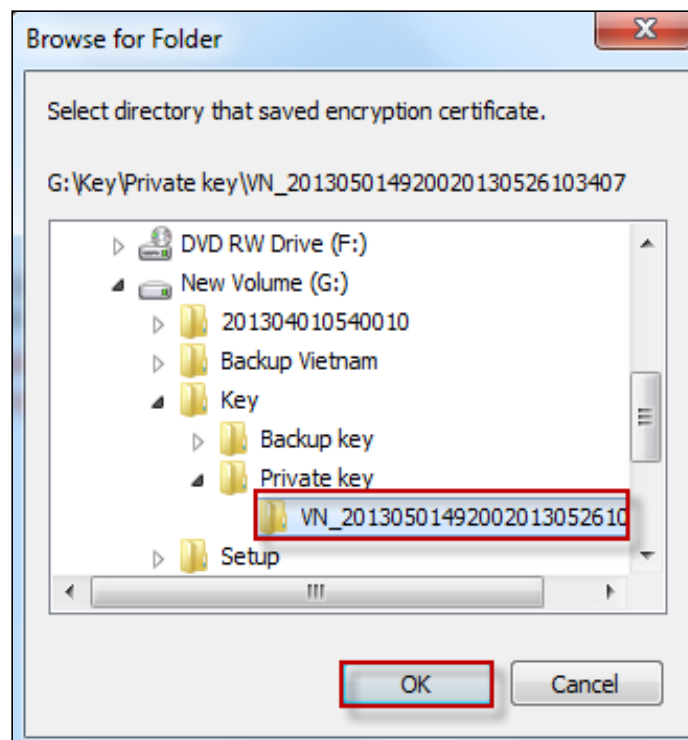 Browse for Folder
Select directory that saved encryption certificate.
G:\Key\Private key\VN_201305014920020130526103407
DVD RW Drive (F:)
New Volume (G:)
201304010540010
Backup Vietnam
Key
Backup key
Private key
VN_20130501492002013052610
Setup
OK Cancel